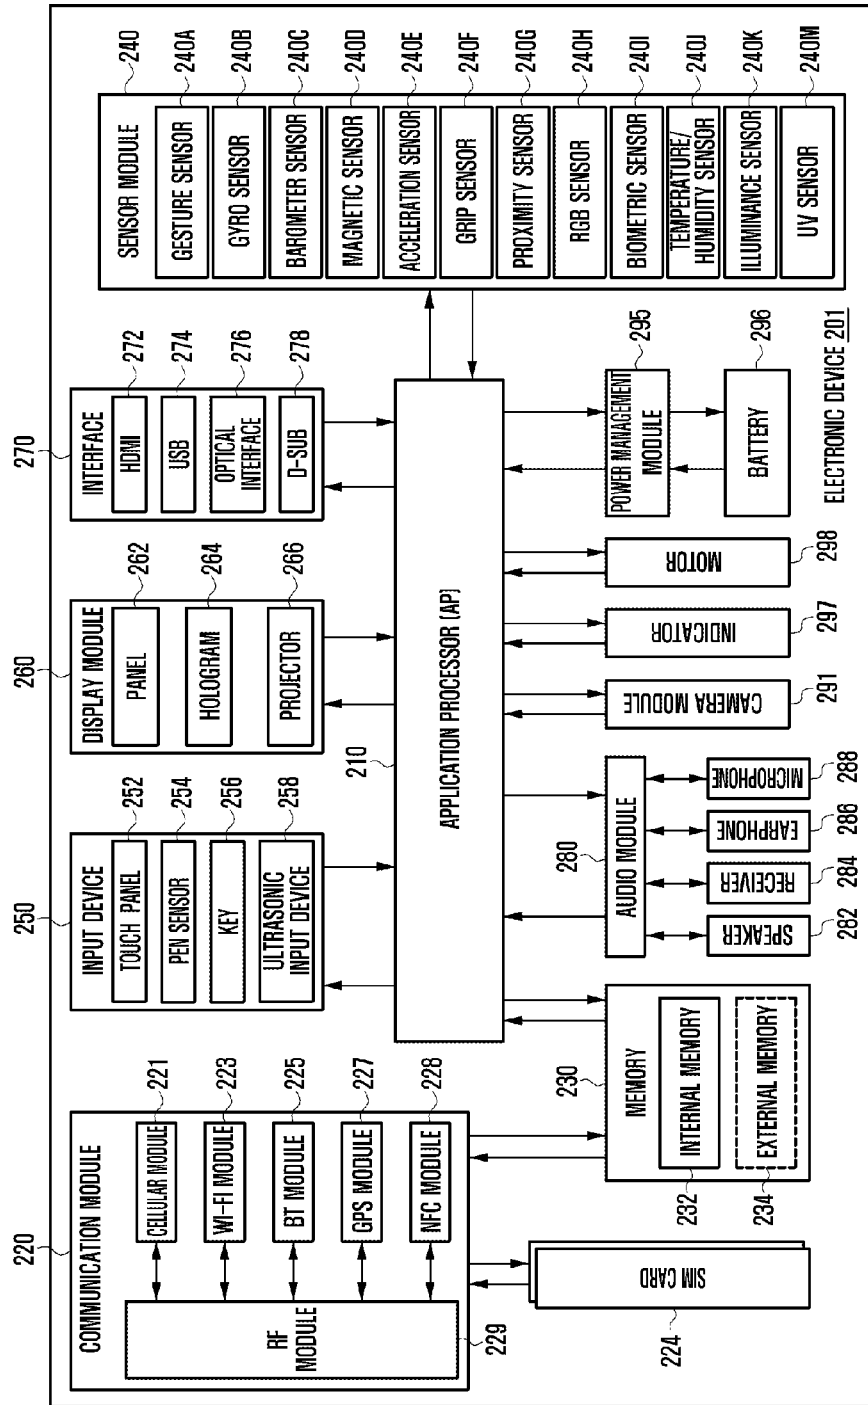 ELECTRONIC DEVICE 201
220
COMMUNICATION MODULE
CELLULAR MODULE
221
WI-FI MODULE
223
BT MODULE
225
GPS MODULE
227
NFC MODULE
228
RF
MODULE
229
SIM CARD
224
230
MEMORY
INTERNAL MEMORY
232
EXTERNAL MEMORY
234
250
INPUT DEVICE
TOUCH PANEL
252
PEN SENSOR
254
KEY
256
ULTRASONIC
INPUT DEVICE
258
260
DISPLAY MODULE
PANEL
262
HOLOGRAM
264
PROJECTOR
266
270
INTERFACE
HDMI
272
USB
274
OPTICAL
INTERFACE
276
D-SUB
278
210
APPLICATION PROCESSOR (AP)
280
AUDIO MODULE
SPEAKER
282
RECEIVER
284
EARPHONE
286
MICROPHONE
288
CAMERA MODULE
291
INDICATOR
297
MOTOR
298
POWER MANAGEMENT
MODULE
295
BATTERY
296
SENSOR MODULE
240
GESTURE SENSOR
240A
GYRO SENSOR
240B
BAROMETER SENSOR
240C
MAGNETIC SENSOR
240D
ACCELERATION SENSOR
240E
GRIP SENSOR
240F
PROXIMITY SENSOR
240G
RGB SENSOR
240H
BIOMETRIC SENSOR
240I
TEMPERATURE/
HUMIDITY SENSOR
240J
ILLUMINANCE SENSOR
240K
UV SENSOR
240M